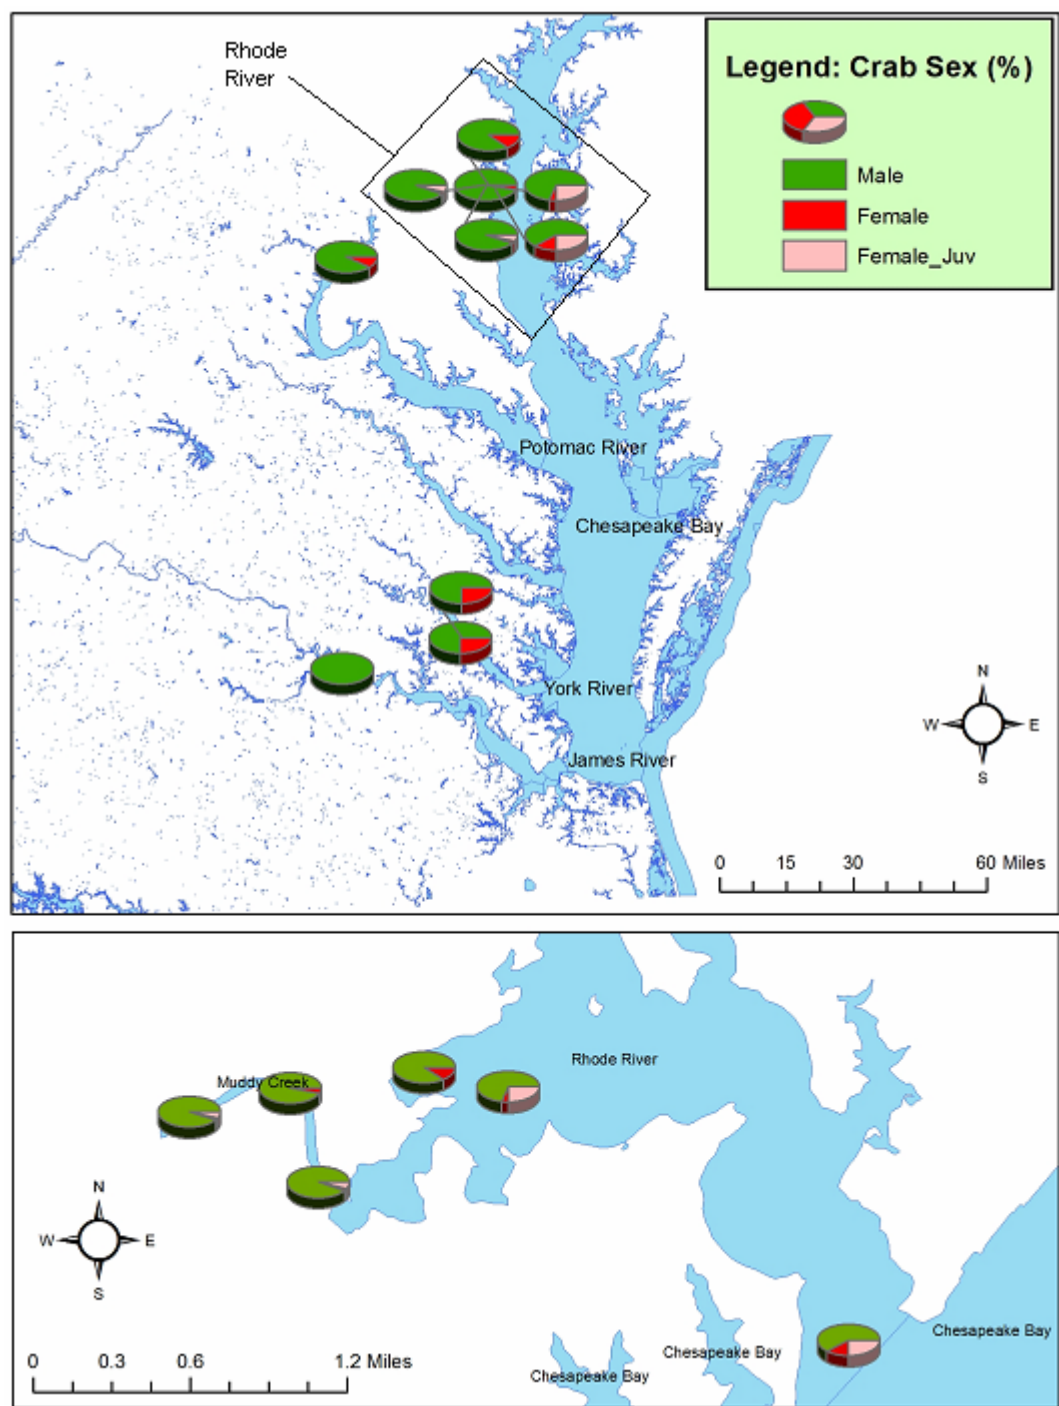 Rhode
River
Legend: Crab Sex (%)
Male
Female
Female_Juv
Potomac River
Chesapeake Bay
York River
James River
N
W E
S
0 15 30 60 Miles
Rhode River
Muddy Creek
N
W E
S
Chesapeake Bay
Chesapeake Bay
Chesapeake Bay
0 0.3 0.6 1.2 Miles